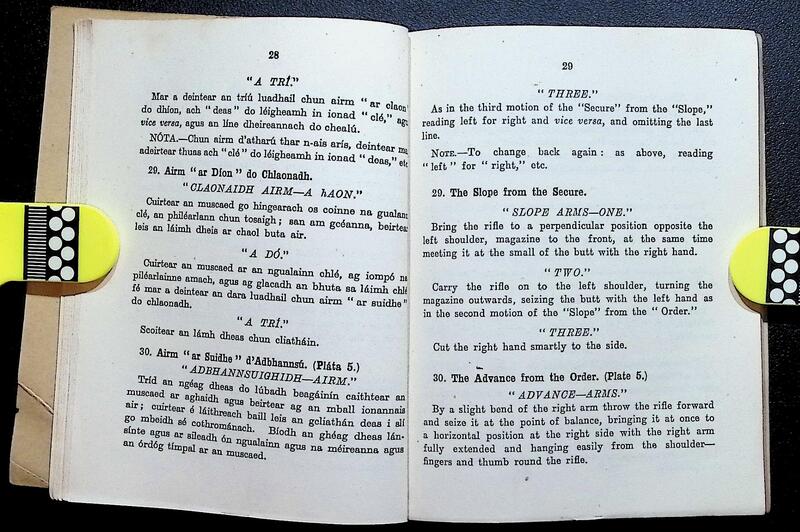 28
"A TRÍ."
Mar a deintear an tríú luadhail chun airm "ar claon"
do dhíon, ach "deas" do léigheamh in ionad "clé," agus
vice versa, agus an líne dheireannach do chealú.
NÓTA.—Chun airm d'atharú thar n-ais arís, deintear mar
adeirtear thuas ach "clé" do léigheamh in ionad "deas," etc
29. Airm "ar Díon" do Chlaonadh.
"CLAONAIDH AIRM—A hAON."
Cuirtear an muscaed go hingearach os coinne na gualann
clé, an philéarlann chun tosaigh; san am gcéanna, beirtear
leis an láimh dheis ar chaol buta air.
"A DÓ."
Cuirtear an muscaed ar an ngualainn chlé, ag iompó na
piléarlainne amach, agus ag glacadh an bhuta sa láimh chlé
fé mar a deintear an dara luadhail chun airm "ar suidhe"
do chlaonadh.
"A TRÍ."
Scoitear an lámh dheas chun cliatháin.
30. Airm "ar Suidhe" d'Adbhannsú. (Pláta 5.)
"ADBHANNSUIGHIDH—AIRM."
Tríd an ngéag dheas do lúbadh beagáinín caithtear an
muscaed ar aghaidh agus beirtear ag an mball ionannais
air; cuirtear é láithreach baill leis an gcliathán deas i slí
go mbeidh sé cothrománach. Bíodh an ghéag dheas lán-
sínte agus ar sileadh ón ngualainn agus na méireanna agus
an órdóg tímpal ar an muscaed.
29
"THREE."
As in the third motion of the "Secure" from the "Slope,"
reading left for right and vice versa, and omitting the last
line.
NOTE.—To change back again: as above, reading
"left" for "right," etc.
29. The Slope from the Secure.
"SLOPE ARMS—ONE."
Bring the rifle to a perpendicular position opposite the
left shoulder, magazine to the front, at the same time
meeting it at the small of the butt with the right hand.
"TWO."
Carry the rifle on to the left shoulder, turning the
magazine outwards, seizing the butt with the left hand as
in the second motion of the "Slope" from the "Order."
"THREE."
Cut the right hand smartly to the side.
30. The Advance from the Order. (Plate 5.)
"ADVANCE—ARMS."
By a slight bend of the right arm throw the rifle forward
and seize it at the point of balance, bringing it at once to
a horizontal position at the right side with the right arm
fully extended and hanging easily from the shoulder—
fingers and thumb round the rifle.